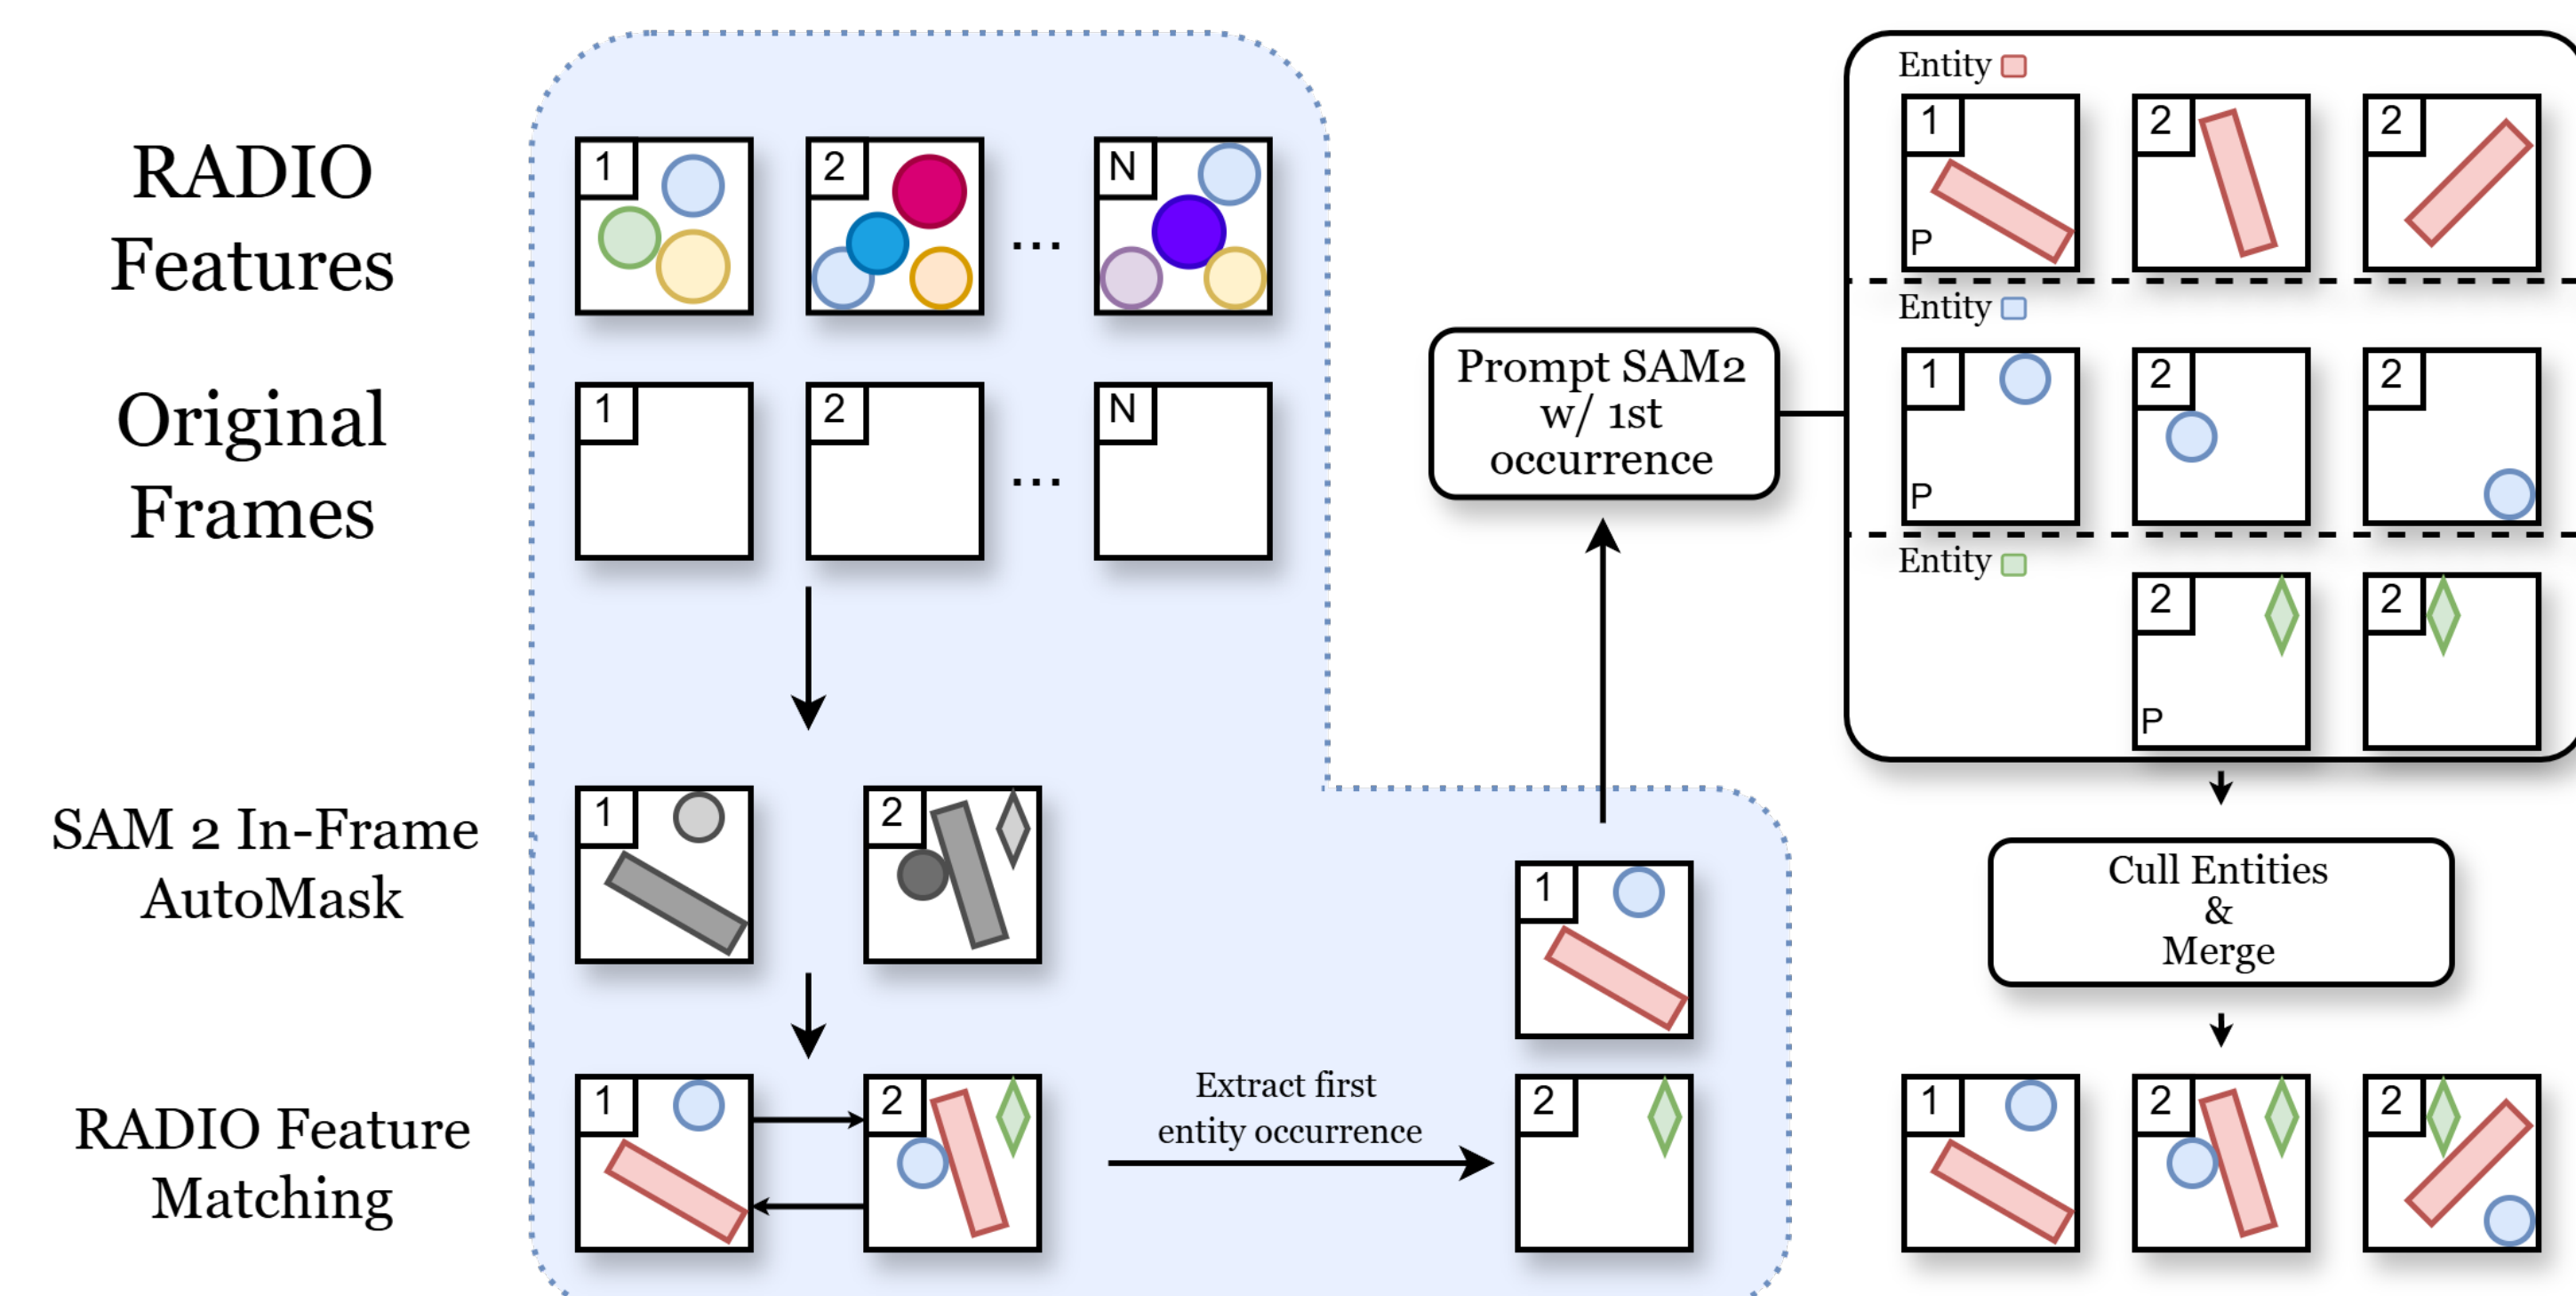 RADIO
Features
1
2
...
N
Original
Frames
1
2
...
N
SAM 2 In-Frame
AutoMask
1
2
RADIO Feature
Matching
1
2
Extract first
entity occurrence
1
2
Prompt SAM2
w/ 1st
occurrence
Entity
1
P
2
2
Entity
1
P
2
2
Entity
2
P
2
Cull Entities
&
Merge
1
2
2